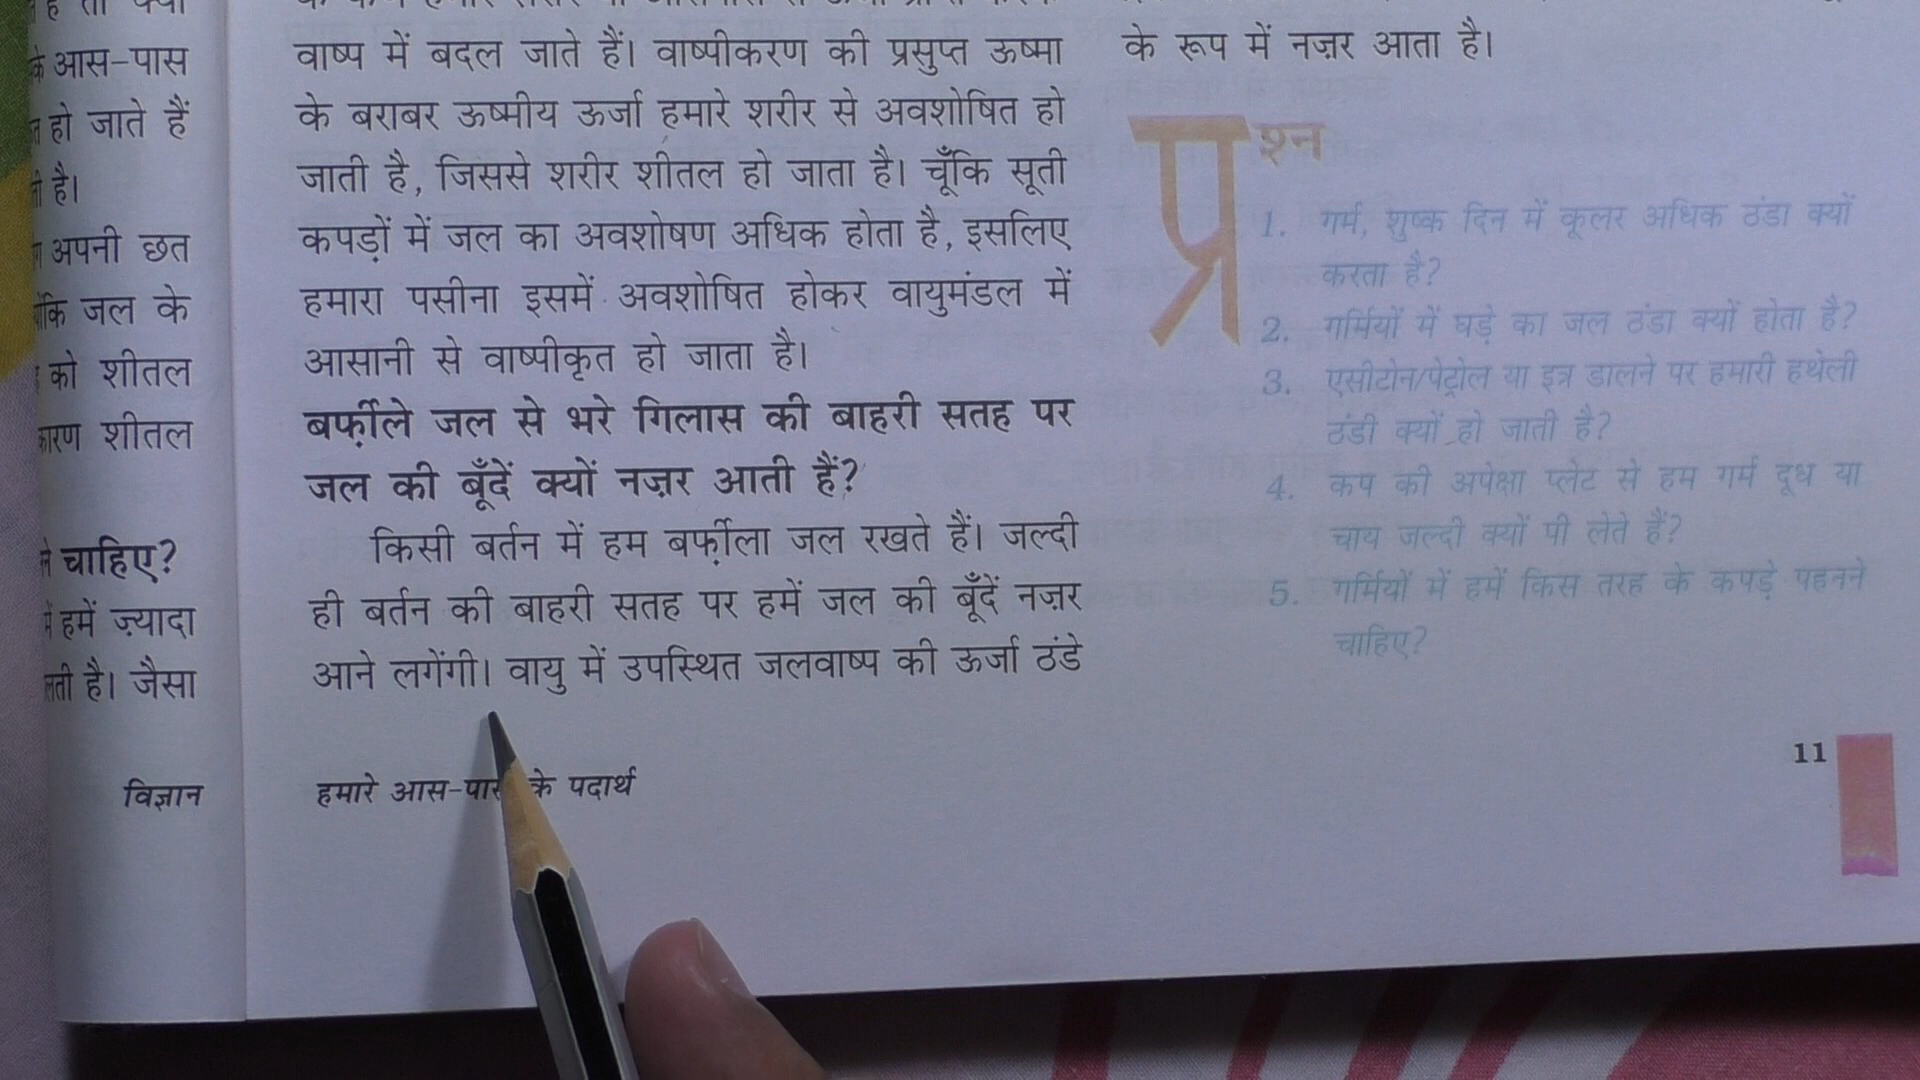 के आस-पास
हो जाते हैं
है।
अपनी छत
जल के
को शीतल
कारण शीतल
चाहिए?
में हमें ज़्यादा
है। जैसा
विज्ञान
वाष्प में बदल जाते हैं। वाष्पीकरण की प्रसुप्त ऊष्मा
के बराबर ऊष्मीय ऊर्जा हमारे शरीर से अवशोषित हो
जाती है, जिससे शरीर शीतल हो जाता है। चूँकि सूती
कपड़ों में जल का अवशोषण अधिक होता है, इसलिए
हमारा पसीना इसमें अवशोषित होकर वायुमंडल में
आसानी से वाष्पीकृत हो जाता है।
बर्फ़ीले जल से भरे गिलास की बाहरी सतह पर
जल की बूँदें क्यों नज़र आती हैं?
किसी बर्तन में हम बर्फ़ीला जल रखते हैं। जल्दी
ही बर्तन की बाहरी सतह पर हमें जल की बूँदें नज़र
आने लगेंगी। वायु में उपस्थित जलवाष्प की ऊर्जा ठंडे
हमारे आस-पास के पदार्थ
के रूप में नज़र आता है।
प्रश्न
1. गर्म, शुष्क दिन में कूलर अधिक ठंडा क्यों
करता है?
2. गर्मियों में घड़े का जल ठंडा क्यों होता है?
3. एसीटोन/पेट्रोल या इत्र डालने पर हमारी हथेली
ठंडी क्यों हो जाती है?
4. कप की अपेक्षा प्लेट से हम गर्म दूध या
चाय जल्दी क्यों पी लेते हैं?
5. गर्मियों में हमें किस तरह के कपड़े पहनने
चाहिए?
11